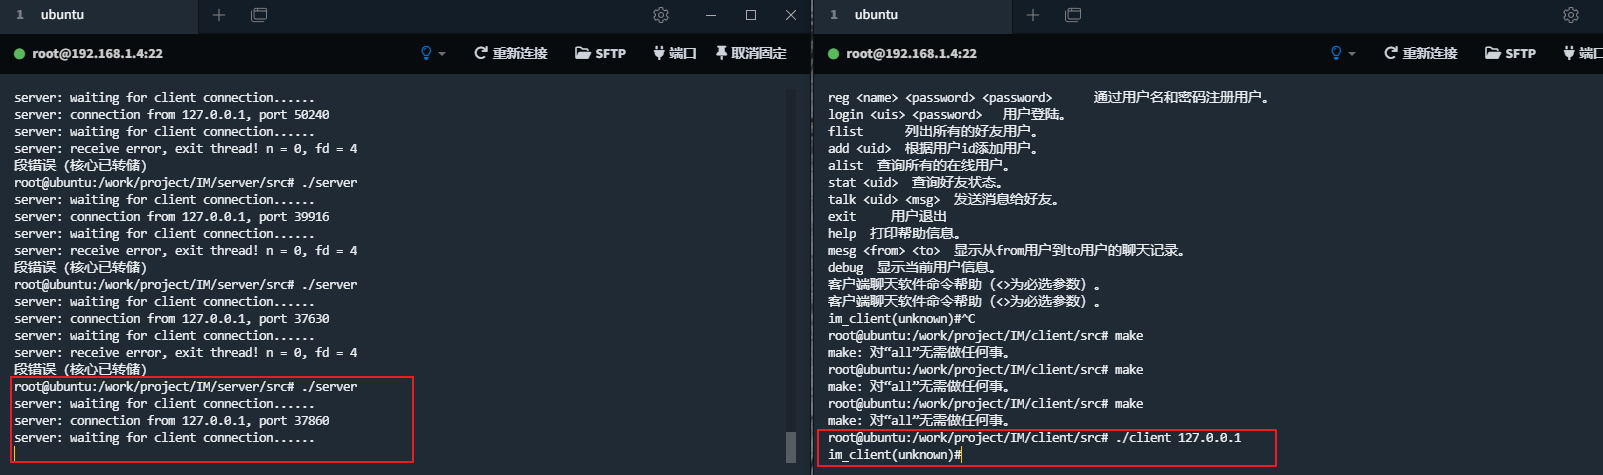 1 ubuntu
root@192.168.1.4:22 重新连接 SFTP 端口 取消固定
server: waiting for client connection......
server: connection from 127.0.0.1, port 50240
server: waiting for client connection......
server: receive error, exit thread! n = 0, fd = 4
段错误 (核心已转储)
root@ubuntu:/work/project/IM/server/src# ./server
server: waiting for client connection......
server: connection from 127.0.0.1, port 39916
server: waiting for client connection......
server: receive error, exit thread! n = 0, fd = 4
段错误 (核心已转储)
root@ubuntu:/work/project/IM/server/src# ./server
server: waiting for client connection......
server: connection from 127.0.0.1, port 37630
server: waiting for client connection......
server: receive error, exit thread! n = 0, fd = 4
段错误 (核心已转储)
root@ubuntu:/work/project/IM/server/src# ./server
server: waiting for client connection......
server: connection from 127.0.0.1, port 37860
server: waiting for client connection......
1 ubuntu
root@192.168.1.4:22 重新连接 SFTP 端口
reg <name> <password> <password> 通过用户名和密码注册用户。
login <uis> <password> 用户登陆。
flist 列出所有的好友用户。
add <uid> 根据用户id添加用户。
alist 查询所有的在线用户。
stat <uid> 查询好友状态。
talk <uid> <msg> 发送消息给好友。
exit 用户退出
help 打印帮助信息。
mesg <from> <to> 显示从from用户到to用户的聊天记录。
debug 显示当前用户信息。
客户端聊天软件命令帮助（<>为必选参数）。
客户端聊天软件命令帮助（<>为必选参数）。
im_client(unknown)#^C
root@ubuntu:/work/project/IM/client/src# make
make: 对“all”无需做任何事。
root@ubuntu:/work/project/IM/client/src# make
make: 对“all”无需做任何事。
root@ubuntu:/work/project/IM/client/src# make
make: 对“all”无需做任何事。
root@ubuntu:/work/project/IM/client/src# ./client 127.0.0.1
im_client(unknown)#